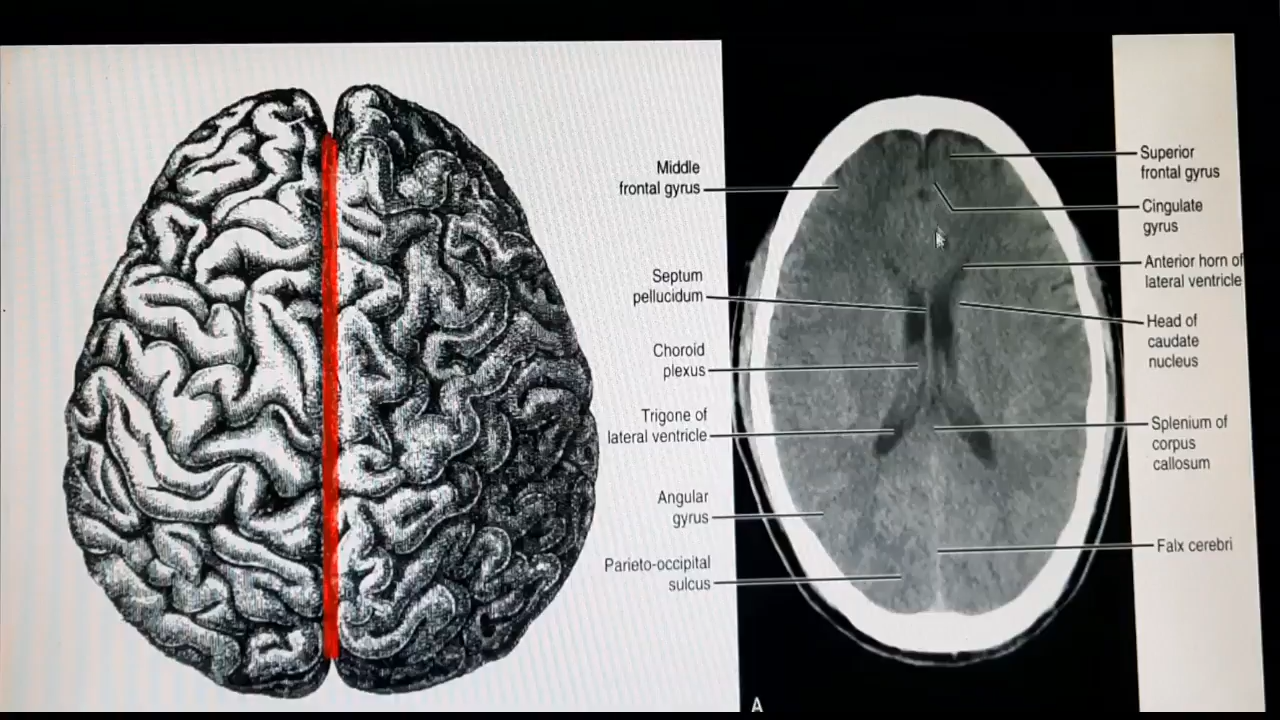 Middle
frontal gyrus
Septum
pellucidum
Choroid
plexus
Trigone of
lateral ventricle
Angular
gyrus
Parieto-occipital
sulcus
Superior
frontal gyrus
Cingulate
gyrus
Anterior horn of
lateral ventricle
Head of
caudate
nucleus
Splenium of
corpus
callosum
Falx cerebri
A